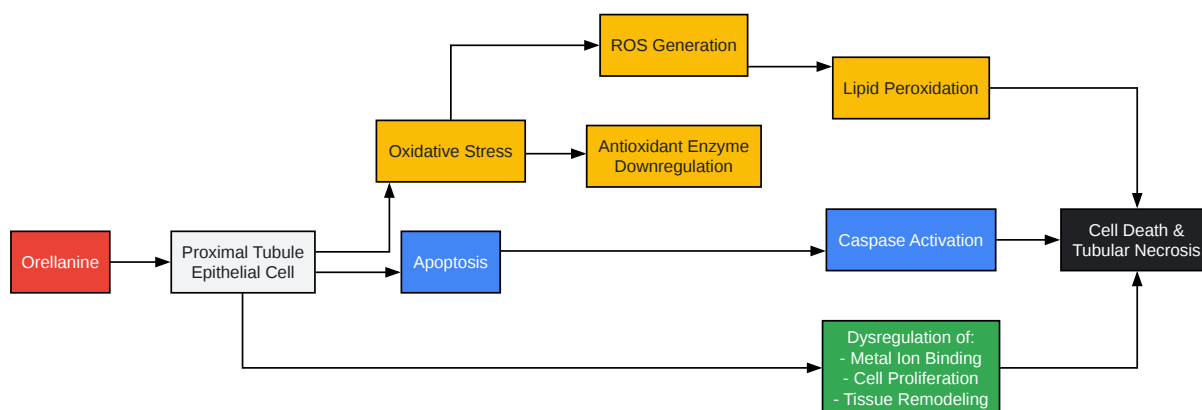 ROS Generation
Lipid Peroxidation
Oxidative Stress
Antioxidant Enzyme
Downregulation
Orellanine
Proximal Tubule
Epithelial Cell
Apoptosis
Caspase Activation
Cell Death &
Tubular Necrosis
Dysregulation of:
- Metal Ion Binding
- Cell Proliferation
- Tissue Remodeling